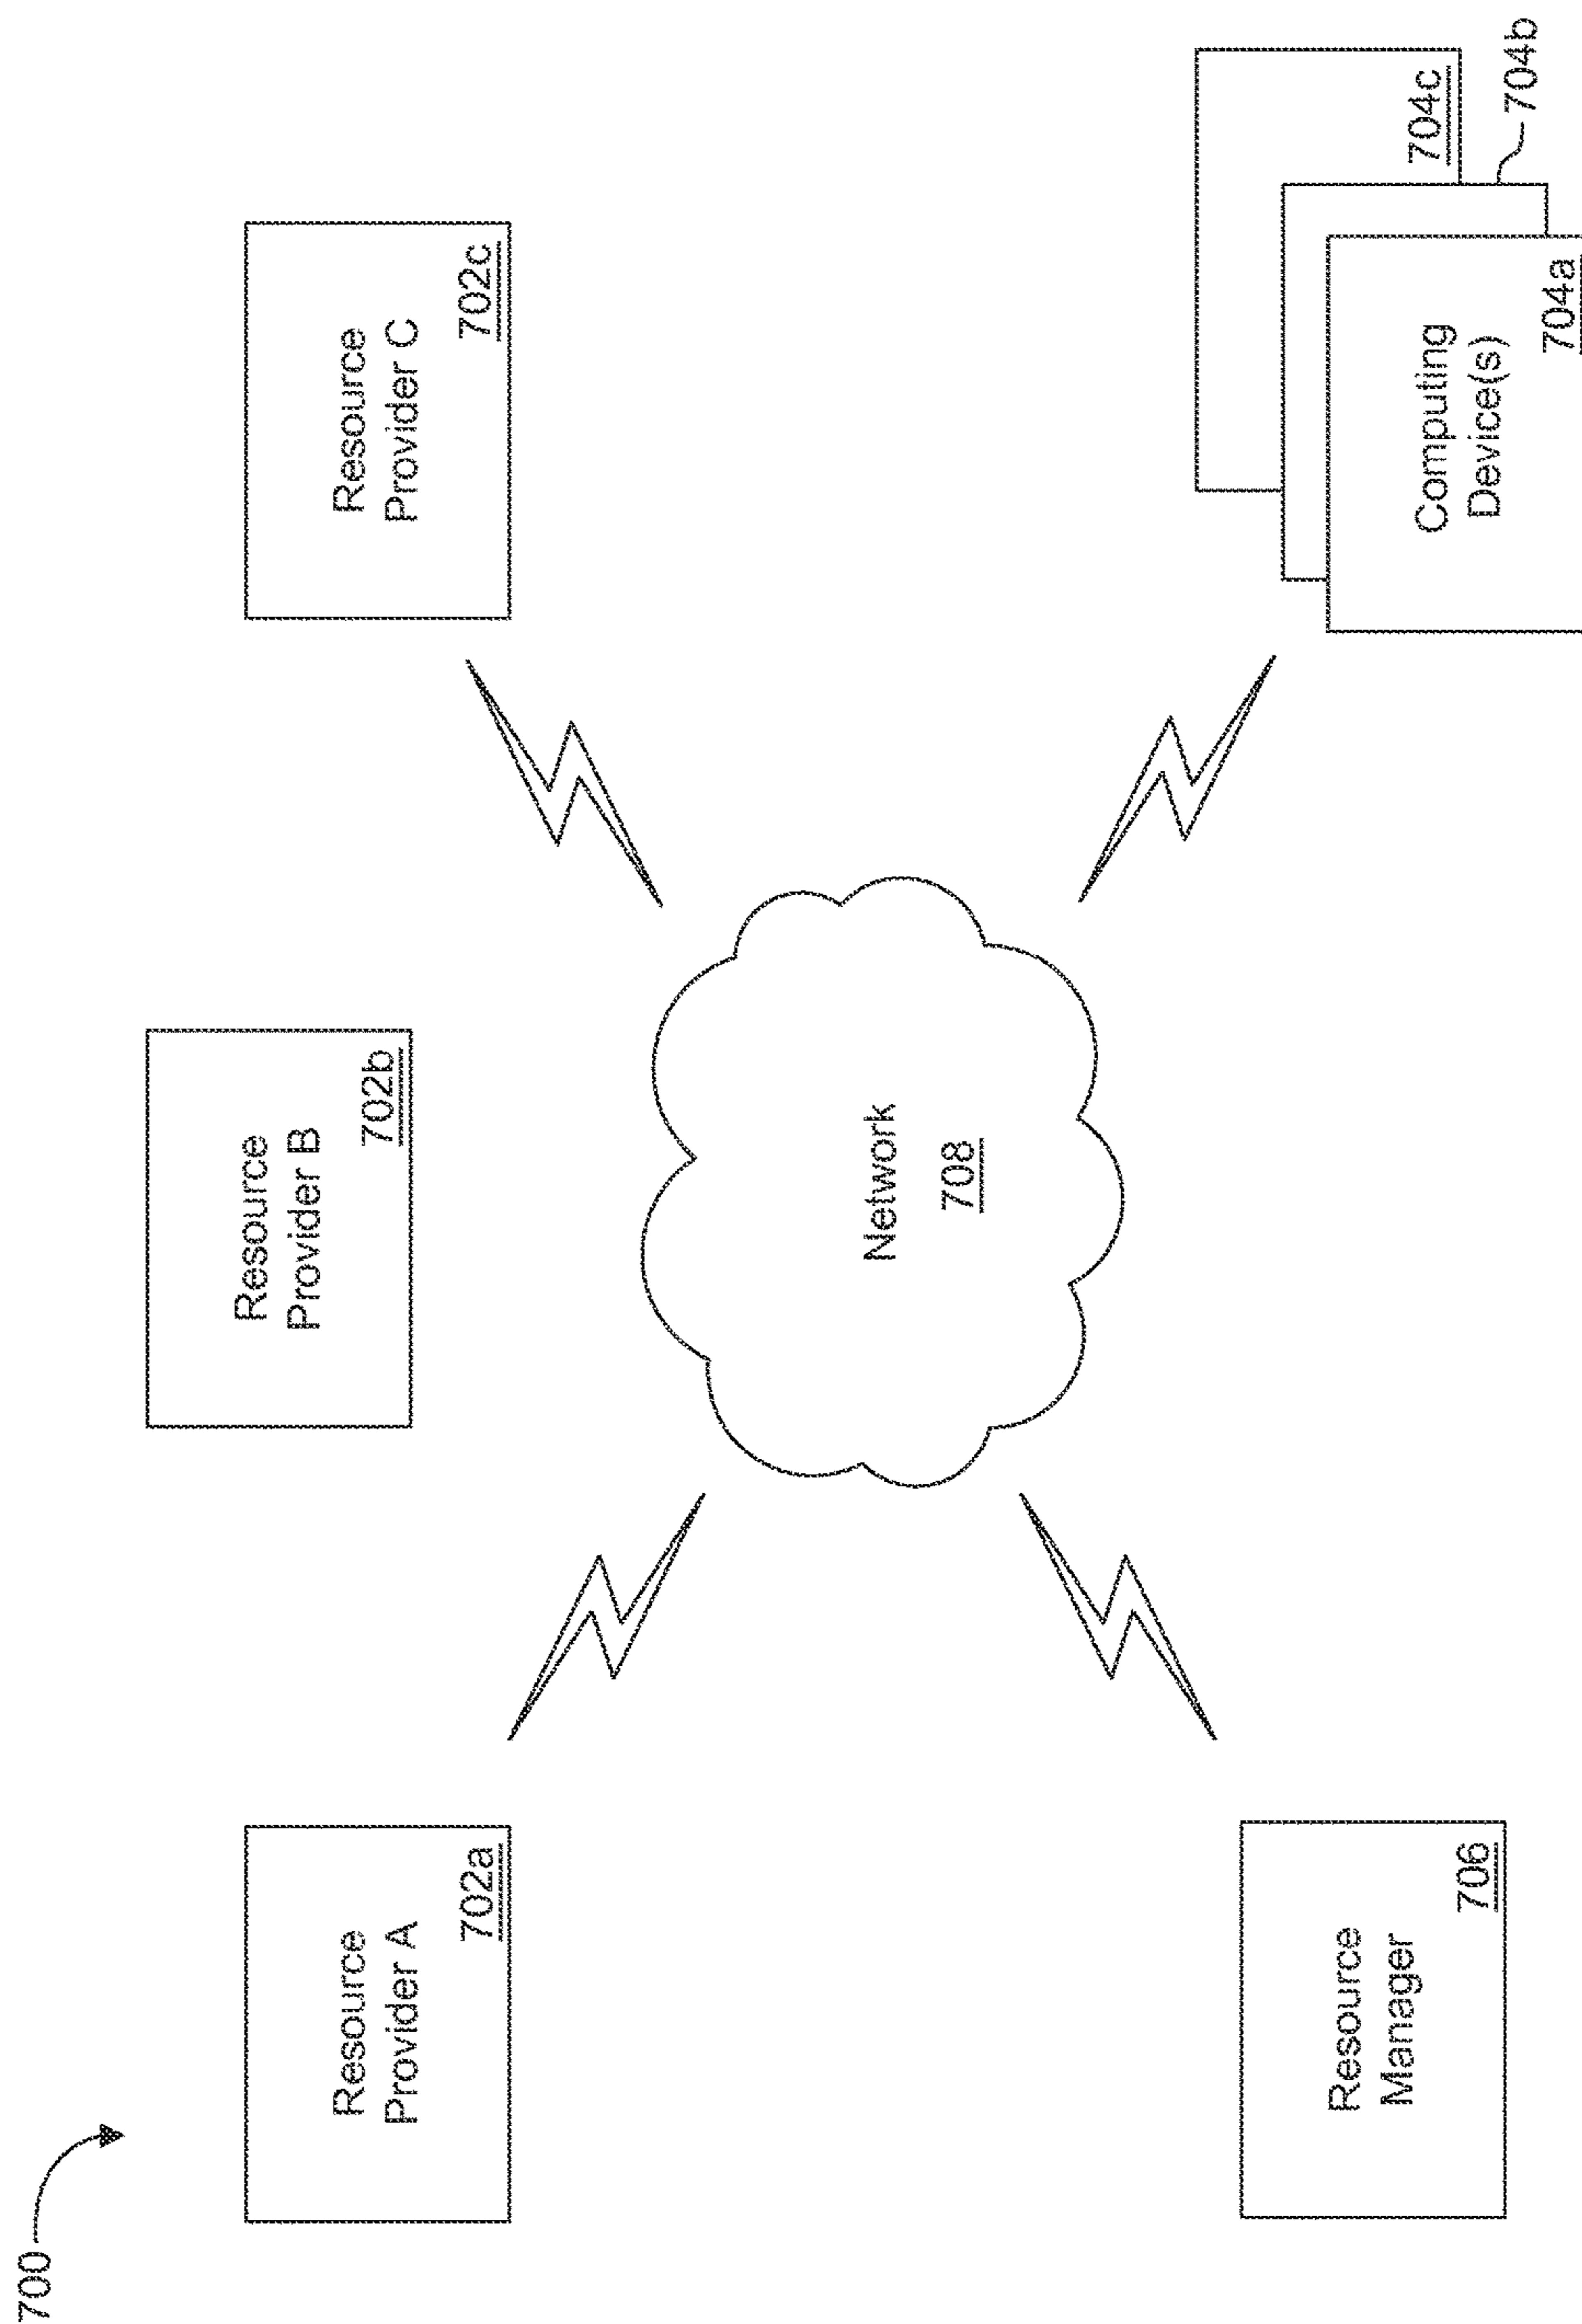 700
Resource
Provider A
702a
Resource
Provider B
702b
Resource
Provider C
702c
Network
708
Resource
Manager
706
Computing
Device(s)
704a
704b
704c